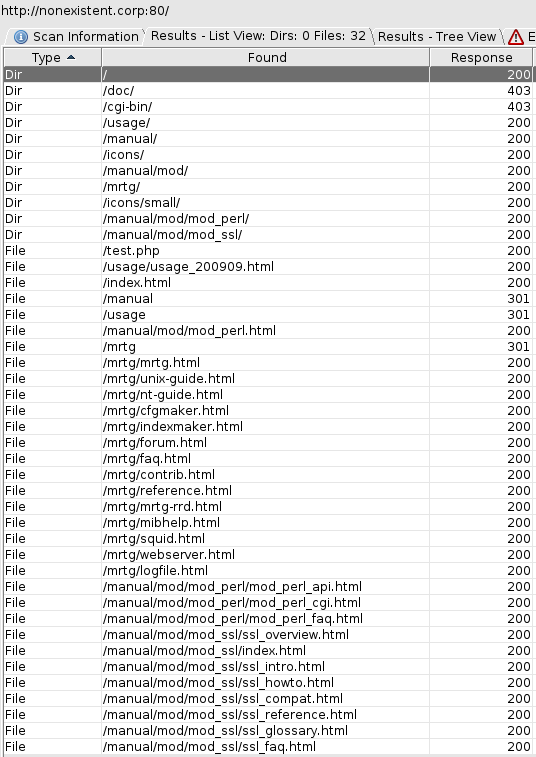 http://nonexistent.corp:80/
Scan Information Results - List View: Dirs: 0 Files: 32 Results - Tree View E
Type Found Response
Dir / 200
Dir /doc/ 403
Dir /cgi-bin/ 403
Dir /usage/ 200
Dir /manual/ 200
Dir /icons/ 200
Dir /manual/mod/ 200
Dir /mrtg/ 200
Dir /icons/small/ 200
Dir /manual/mod/mod_perl/ 200
Dir /manual/mod/mod_ssl/ 200
File /test.php 200
File /usage/usage_200909.html 200
File /index.html 200
File /manual 301
File /usage 301
File /manual/mod/mod_perl.html 200
File /mrtg 301
File /mrtg/mrtg.html 200
File /mrtg/unix-guide.html 200
File /mrtg/nt-guide.html 200
File /mrtg/cfgmaker.html 200
File /mrtg/indexmaker.html 200
File /mrtg/forum.html 200
File /mrtg/faq.html 200
File /mrtg/contrib.html 200
File /mrtg/reference.html 200
File /mrtg/mrtg-rrd.html 200
File /mrtg/mibhelp.html 200
File /mrtg/squid.html 200
File /mrtg/webserver.html 200
File /mrtg/logfile.html 200
File /manual/mod/mod_perl/mod_perl_api.html 200
File /manual/mod/mod_perl/mod_perl_cgi.html 200
File /manual/mod/mod_perl/mod_perl_faq.html 200
File /manual/mod/mod_ssl/ssl_overview.html 200
File /manual/mod/mod_ssl/index.html 200
File /manual/mod/mod_ssl/ssl_intro.html 200
File /manual/mod/mod_ssl/ssl_howto.html 200
File /manual/mod/mod_ssl/ssl_compat.html 200
File /manual/mod/mod_ssl/ssl_reference.html 200
File /manual/mod/mod_ssl/ssl_glossary.html 200
File /manual/mod/mod_ssl/ssl_faq.html 200